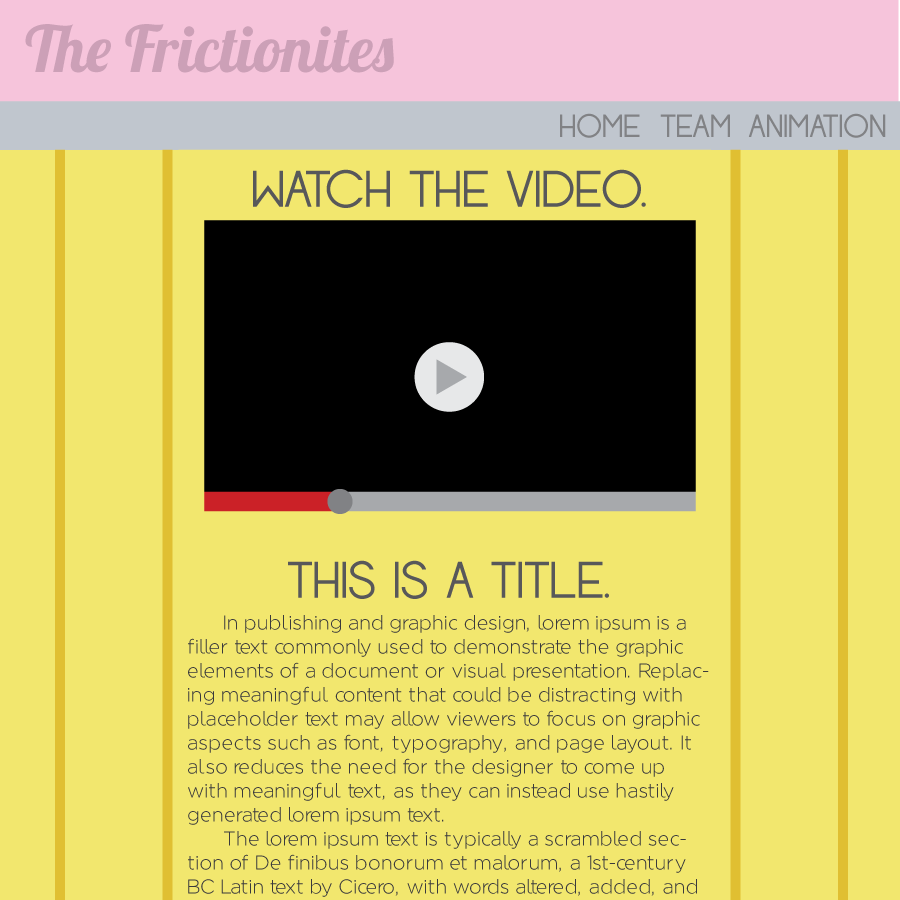 The Frictionites
HOME TEAM ANIMATION
WATCH THE VIDEO.
THIS IS A TITLE.
In publishing and graphic design, lorem ipsum is a
filler text commonly used to demonstrate the graphic
elements of a document or visual presentation. Replac-
ing meaningful content that could be distracting with
placeholder text may allow viewers to focus on graphic
aspects such as font, typography, and page layout. It
also reduces the need for the designer to come up
with meaningful text, as they can instead use hastily
generated lorem ipsum text.
The lorem ipsum text is typically a scrambled sec-
tion of De finibus bonorum et malorum, a 1st-century
BC Latin text by Cicero, with words altered, added, and